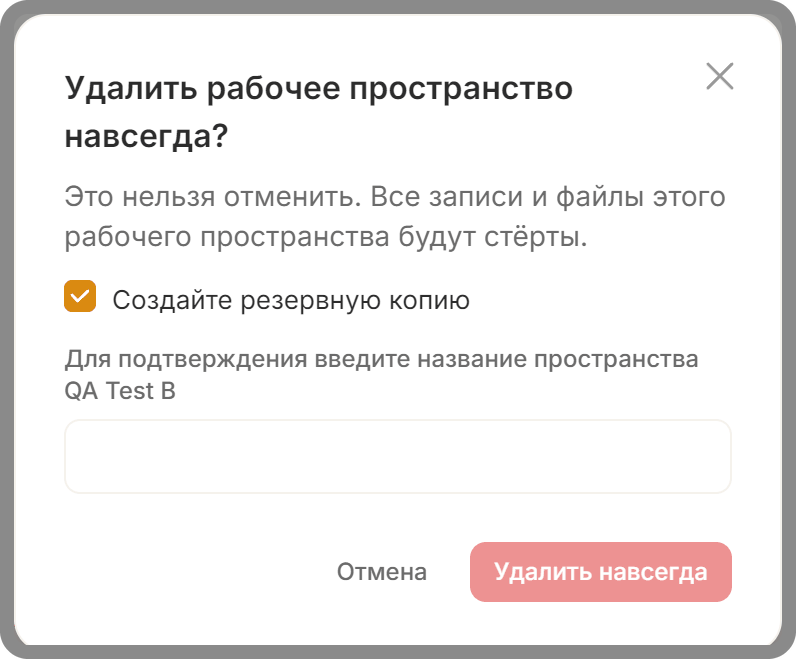 Удалить рабочее пространство
навсегда?
Это нельзя отменить. Все записи и файлы этого
рабочего пространства будут стёрты.
Создайте резервную копию
Для подтверждения введите название пространства
QA Test B
Отмена
Удалить навсегда